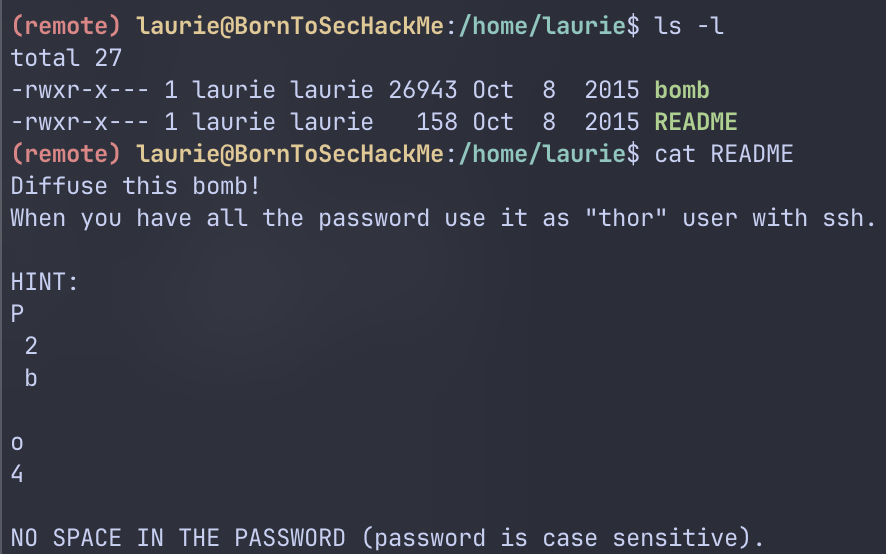 (remote) laurie@BornToSecHackMe:/home/laurie$ ls -l
total 27
-rwxr-x--- 1 laurie laurie 26943 Oct  8  2015 bomb
-rwxr-x--- 1 laurie laurie   158 Oct  8  2015 README
(remote) laurie@BornToSecHackMe:/home/laurie$ cat README
Diffuse this bomb!
When you have all the password use it as "thor" user with ssh.

HINT:
P
 2
 b

o
4

NO SPACE IN THE PASSWORD (password is case sensitive).